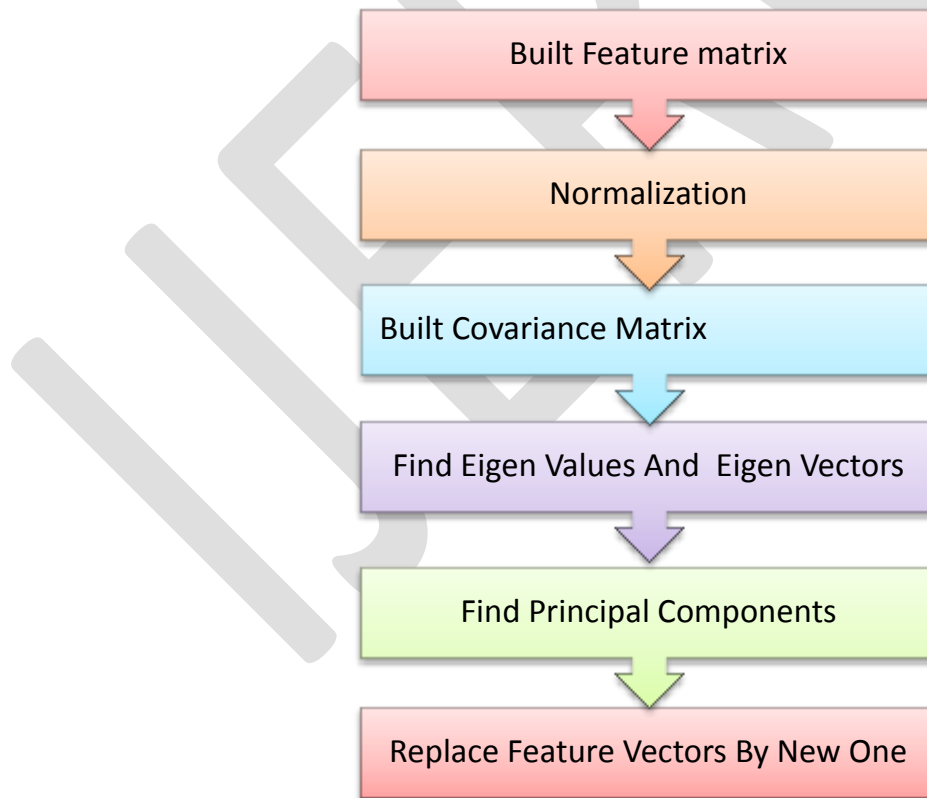 Built Feature matrix
Normalization
Built Covariance Matrix
Find Eigen Values And  Eigen Vectors
Find Principal Components
Replace Feature Vectors By New One